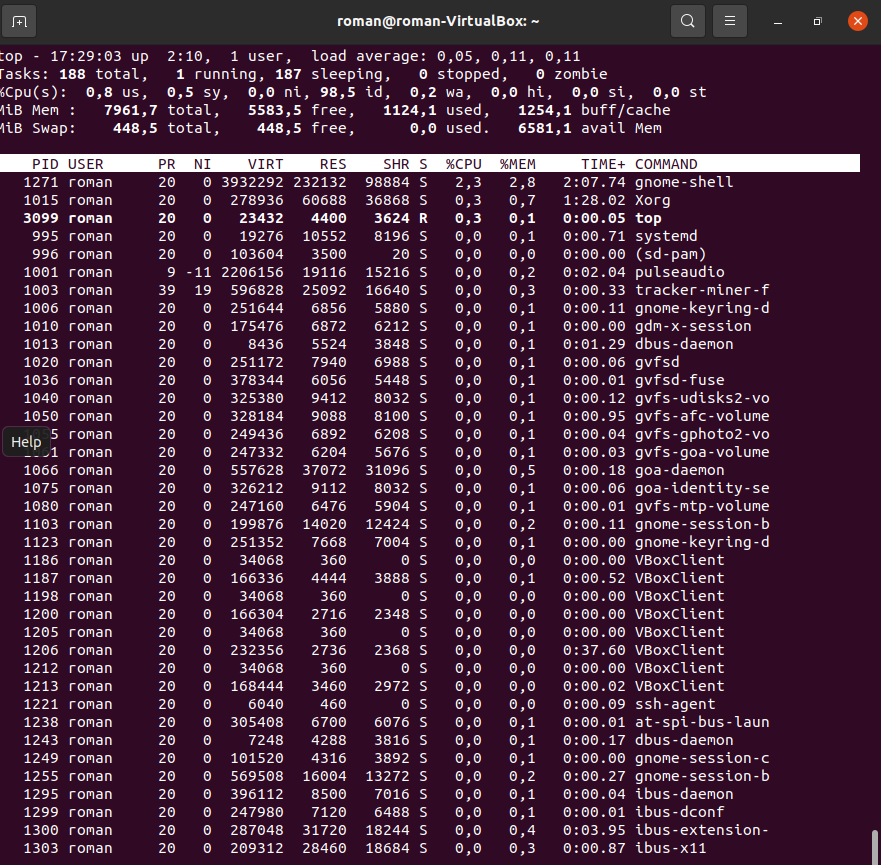 roman@roman-VirtualBox: ~
top - 17:29:03 up  2:10,  1 user,  load average: 0,05, 0,11, 0,11
Tasks: 188 total,   1 running, 187 sleeping,   0 stopped,   0 zombie
%Cpu(s):  0,8 us,  0,5 sy,  0,0 ni, 98,5 id,  0,2 wa,  0,0 hi,  0,0 si,  0,0 st
MiB Mem :   7961,7 total,   5583,5 free,   1124,1 used,   1254,1 buff/cache
MiB Swap:    448,5 total,    448,5 free,      0,0 used.   6581,1 avail Mem
PID USER      PR  NI    VIRT    RES    SHR S  %CPU  %MEM     TIME+ COMMAND
1271 roman     20   0 3932292 232132  98884 S   2,3   2,8   2:07.74 gnome-shell
1015 roman     20   0  278936  60688  36868 S   0,3   0,7   1:28.02 Xorg
3099 roman     20   0   23432   4400   3624 R   0,3   0,1   0:00.05 top
995 roman     20   0   19276  10552   8196 S   0,0   0,1   0:00.71 systemd
996 roman     20   0  103604   3500     20 S   0,0   0,0   0:00.00 (sd-pam)
1001 roman      9 -11 2206156  19116  15216 S   0,0   0,2   0:02.04 pulseaudio
1003 roman     39  19  596828  25092  16640 S   0,0   0,3   0:00.33 tracker-miner-f
1006 roman     20   0  251644   6856   5880 S   0,0   0,1   0:00.11 gnome-keyring-d
1010 roman     20   0  175476   6872   6212 S   0,0   0,1   0:00.00 gdm-x-session
1013 roman     20   0    8436   5524   3848 S   0,0   0,1   0:01.29 dbus-daemon
1020 roman     20   0  251172   7940   6988 S   0,0   0,1   0:00.06 gvfsd
1036 roman     20   0  378344   6056   5448 S   0,0   0,1   0:00.01 gvfsd-fuse
1040 roman     20   0  325380   9412   8032 S   0,0   0,1   0:00.12 gvfs-udisks2-vo
1050 roman     20   0  328184   9088   8100 S   0,0   0,1   0:00.95 gvfs-afc-volume
roman     20   0  249436   6892   6208 S   0,0   0,1   0:00.04 gvfs-gphoto2-vo
Help
roman     20   0  247332   6204   5676 S   0,0   0,1   0:00.03 gvfs-goa-volume
1066 roman     20   0  557628  37072  31096 S   0,0   0,5   0:00.18 goa-daemon
1075 roman     20   0  326212   9112   8032 S   0,0   0,1   0:00.06 goa-identity-se
1080 roman     20   0  247160   6476   5904 S   0,0   0,1   0:00.01 gvfs-mtp-volume
1103 roman     20   0  199876  14020  12424 S   0,0   0,2   0:00.11 gnome-session-b
1123 roman     20   0  251352   7668   7004 S   0,0   0,1   0:00.00 gnome-keyring-d
1186 roman     20   0   34068    360      0 S   0,0   0,0   0:00.00 VBoxClient
1187 roman     20   0  166336   4444   3888 S   0,0   0,1   0:00.52 VBoxClient
1198 roman     20   0   34068    360      0 S   0,0   0,0   0:00.00 VBoxClient
1200 roman     20   0  166304   2716   2348 S   0,0   0,0   0:00.00 VBoxClient
1205 roman     20   0   34068    360      0 S   0,0   0,0   0:00.00 VBoxClient
1206 roman     20   0  232356   2736   2368 S   0,0   0,0   0:37.60 VBoxClient
1212 roman     20   0   34068    360      0 S   0,0   0,0   0:00.00 VBoxClient
1213 roman     20   0  168444   3460   2972 S   0,0   0,0   0:00.02 VBoxClient
1221 roman     20   0    6040    460      0 S   0,0   0,0   0:00.09 ssh-agent
1238 roman     20   0  305408   6700   6076 S   0,0   0,1   0:00.01 at-spi-bus-laun
1243 roman     20   0    7248   4288   3816 S   0,0   0,1   0:00.17 dbus-daemon
1249 roman     20   0  101520   4316   3892 S   0,0   0,1   0:00.00 gnome-session-c
1255 roman     20   0  569508  16004  13272 S   0,0   0,2   0:00.27 gnome-session-b
1295 roman     20   0  396112   8500   7016 S   0,0   0,1   0:00.04 ibus-daemon
1299 roman     20   0  247980   7120   6488 S   0,0   0,1   0:00.01 ibus-dconf
1300 roman     20   0  287048  31720  18244 S   0,0   0,4   0:03.95 ibus-extension-
1303 roman     20   0  209312  28460  18684 S   0,0   0,3   0:00.87 ibus-x11